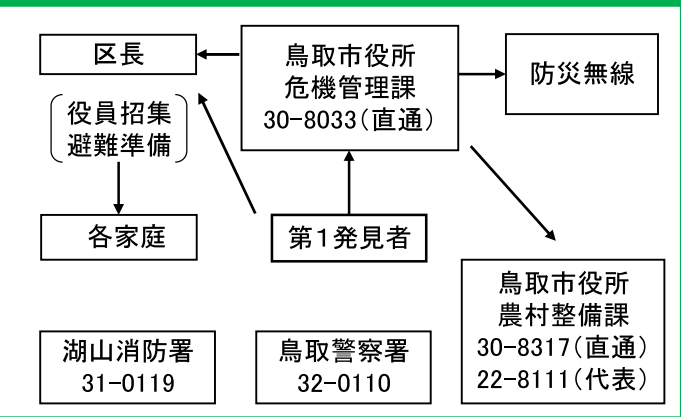 区長
鳥取市役所
危機管理課
30-8033(直通)
防災無線
役員招集
避難準備
各家庭
第1発見者
鳥取市役所
農村整備課
30-8317(直通)
22-8111(代表)
湖山消防署
31-0119
鳥取警察署
32-0110